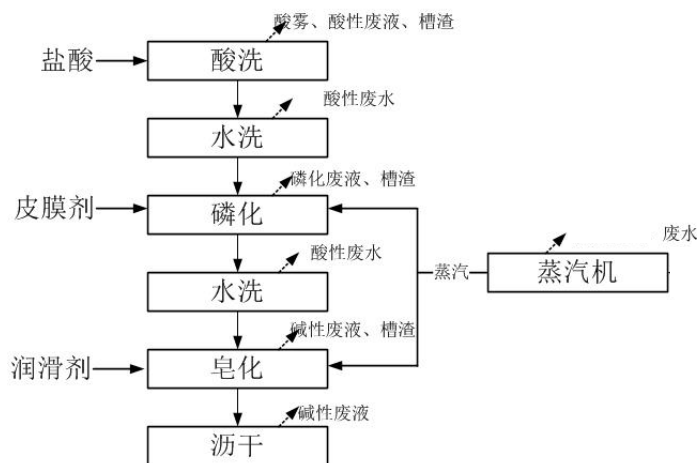 酸雾、酸性废液、槽渣
盐酸
酸洗
酸性废水
水洗
磷化废液、槽渣
皮膜剂
磷化
酸性废水
废水
水洗
蒸汽
蒸汽机
碱性废液、槽渣
润滑剂
皂化
碱性废液
沥干